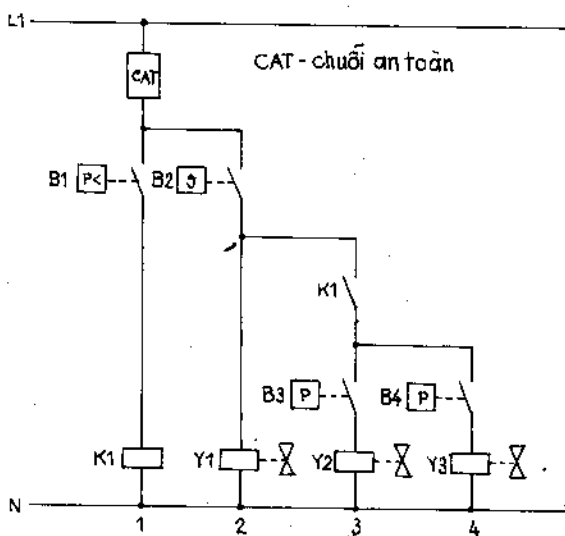 L1
CAT
CAT - chuỗi an toàn
B1 P< B2 ϑ
K1
B3 P B4 P
K1 Y1 Y2 Y3
N
1 2 3 4